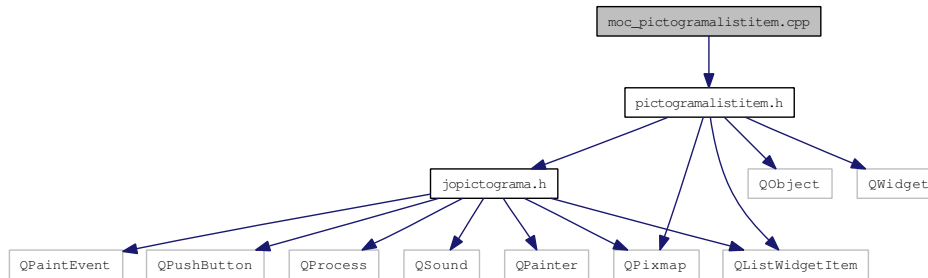 moc_pictogramalistitem.cpp
pictogramalistitem.h
jopictograma.h
QObject
QWidget
QPaintEvent
QPushButton
QProcess
QSound
QPainter
QPixmap
QListWidgetItem